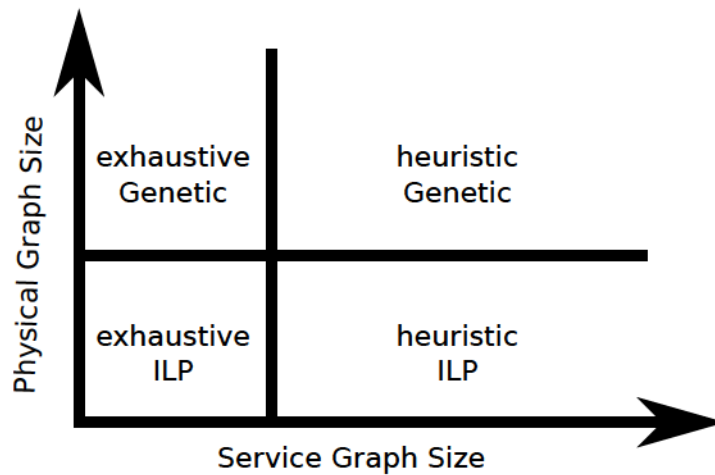 Physical Graph Size
exhaustive
Genetic
heuristic
Genetic
exhaustive
ILP
heuristic
ILP
Service Graph Size